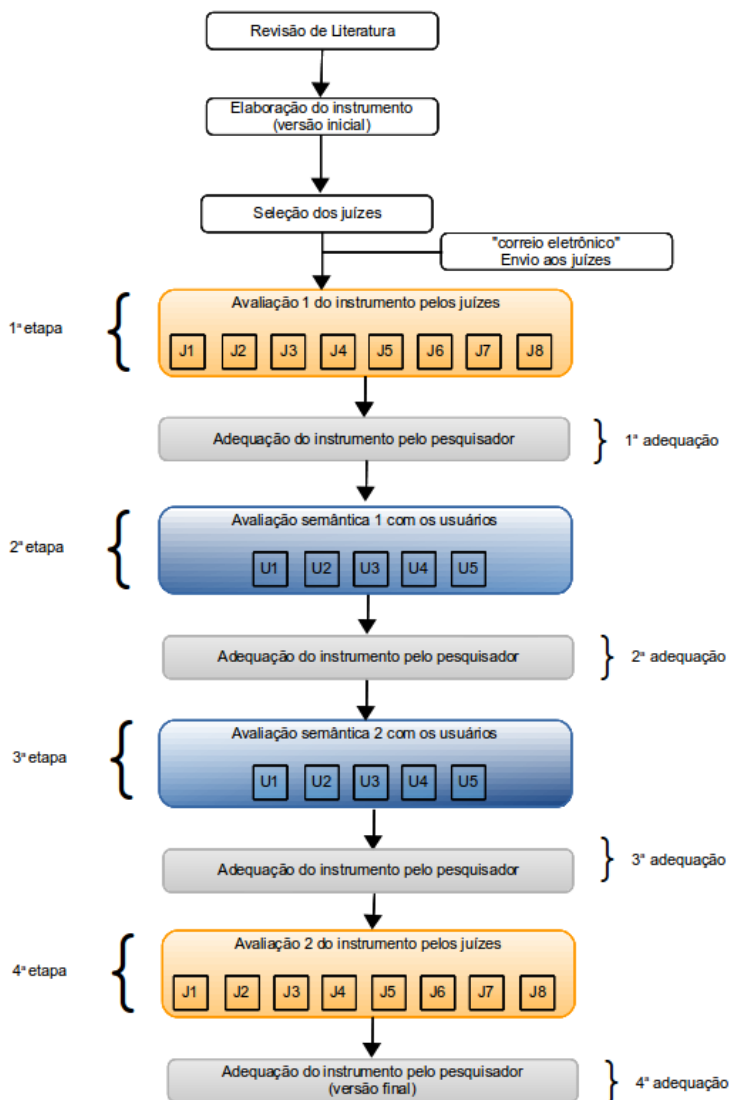 Revisão de Literatura
Elaboração do instrumento
(versão inicial)
Seleção dos juízes
"correio eletrônico"
Envio aos juízes
1ª etapa
Avaliação 1 do instrumento pelos juízes
J1 J2 J3 J4 J5 J6 J7 J8
Adequação do instrumento pelo pesquisador
1ª adequação
2ª etapa
Avaliação semântica 1 com os usuários
U1 U2 U3 U4 U5
Adequação do instrumento pelo pesquisador
2ª adequação
3ª etapa
Avaliação semântica 2 com os usuários
U1 U2 U3 U4 U5
Adequação do instrumento pelo pesquisador
3ª adequação
4ª etapa
Avaliação 2 do instrumento pelos juízes
J1 J2 J3 J4 J5 J6 J7 J8
Adequação do instrumento pelo pesquisador
(versão final)
4ª adequação